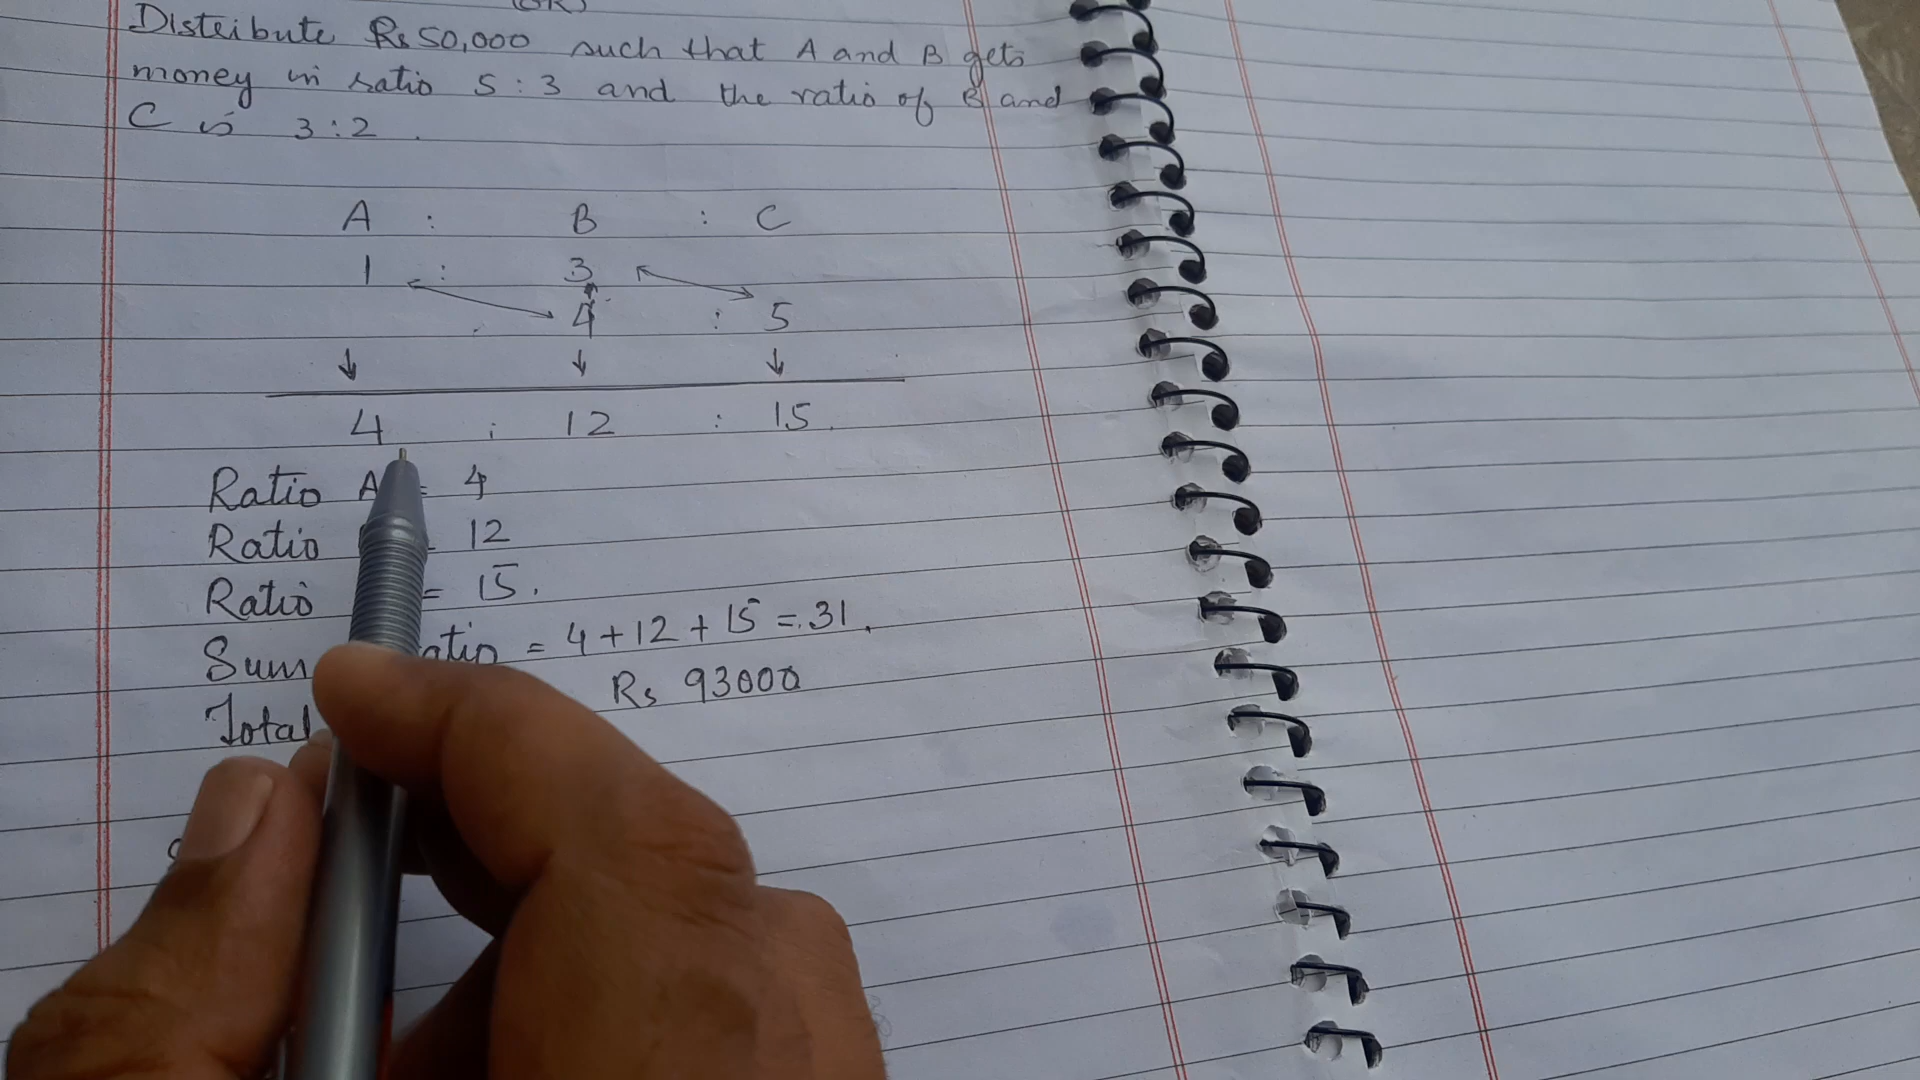 (OR)
Distribute Rs 50,000 such that A and B gets
money in ratio 5 : 3 and the ratio of B and
C is 3 : 2 .
A : B : C
1 : 3
4 : 5
4 : 12 : 15.
Ratio A = 4
Ratio = 12
Ratio = 15.
Sum = 4 + 12 + 15 = 31.
Total Rs 93000